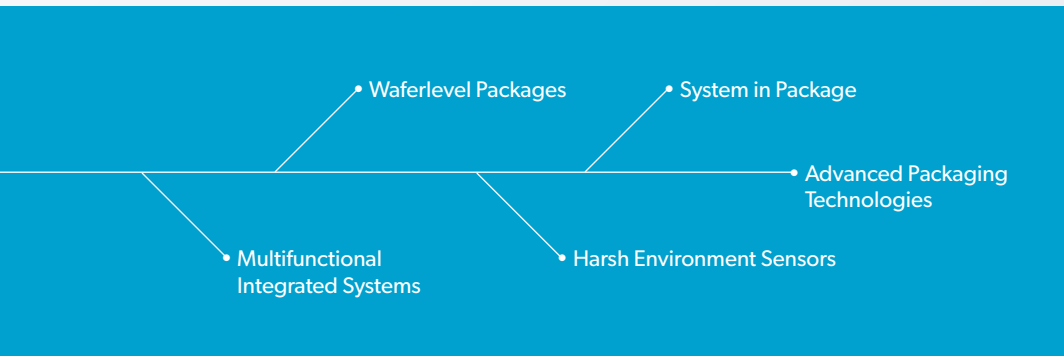 Waferlevel Packages
System in Package
Advanced Packaging
Technologies
Multifunctional
Integrated Systems
Harsh Environment Sensors